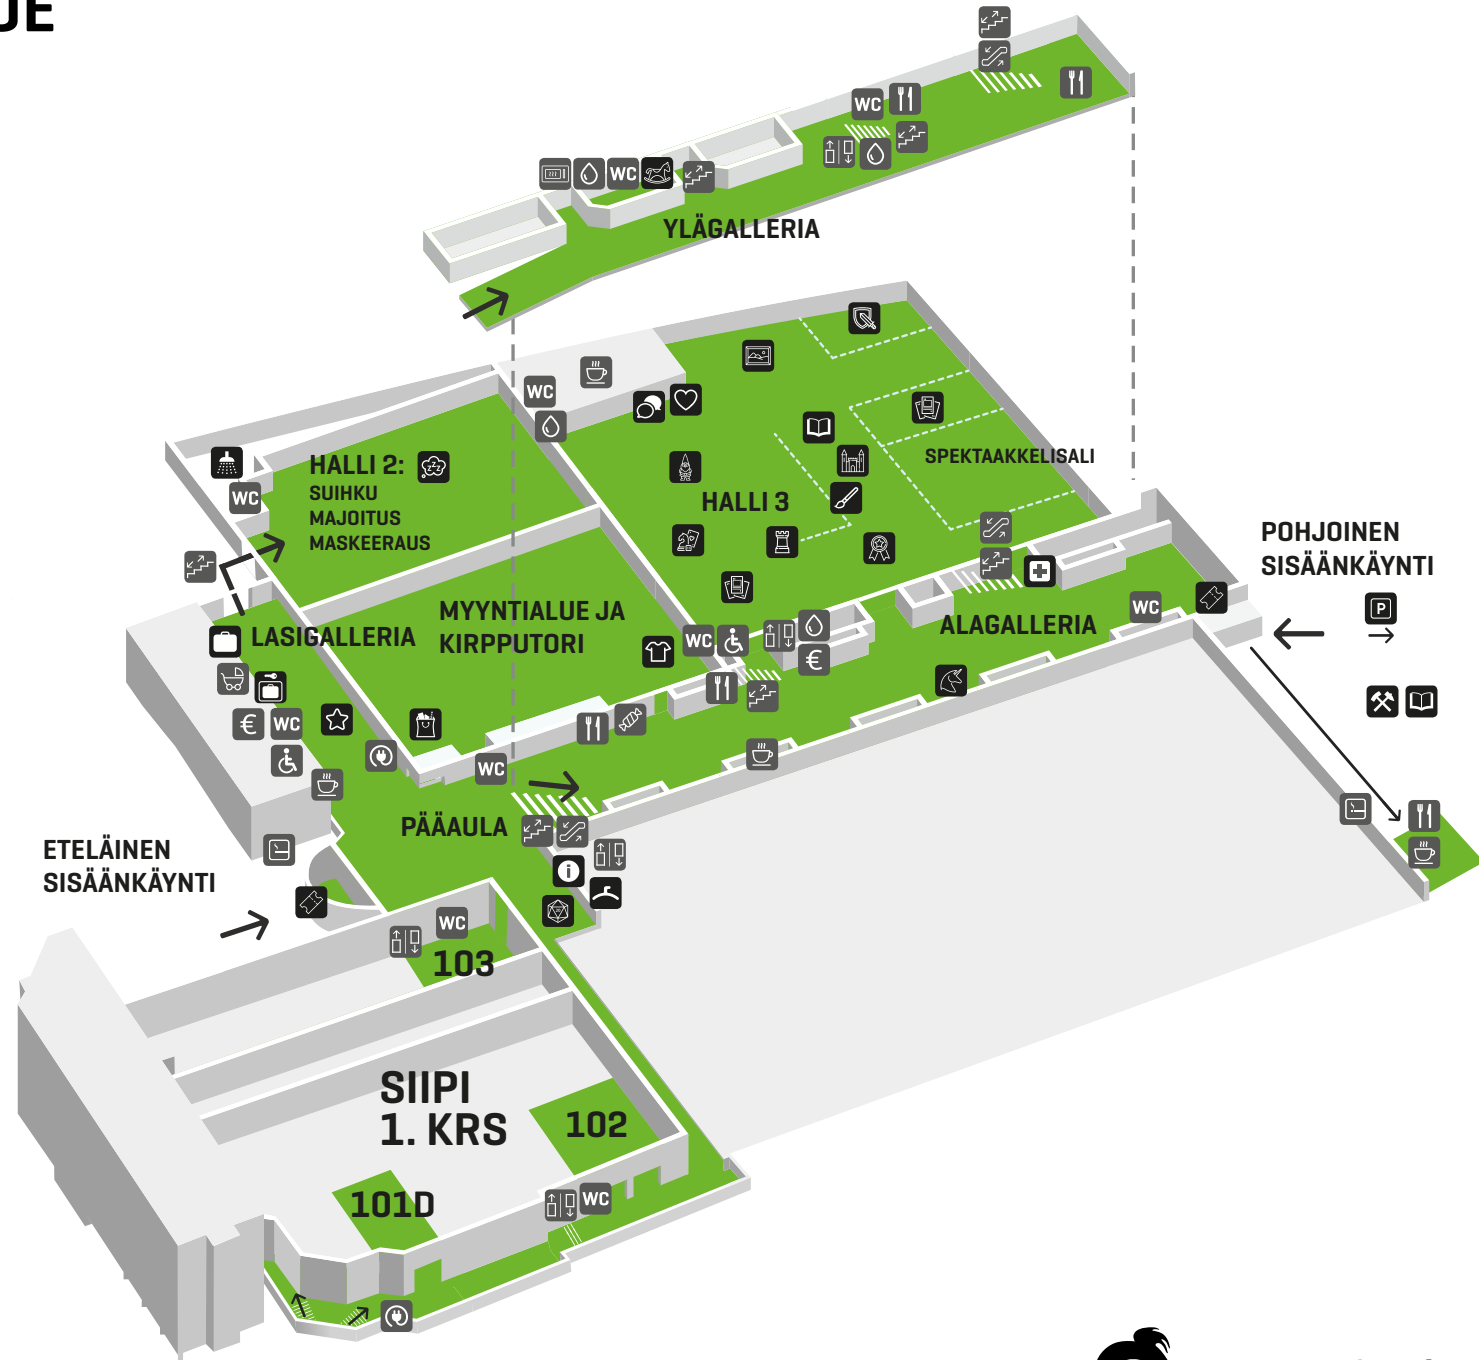 UE
WC
WC
YLÄGALLERIA
WC
HALLI 2:
SUIHKU
MAJOITUS
MASKEERAUS
WC
SPEKTAAKKELISALI
HALLI 3
POHJOINEN
SISÄÄNKÄYNTI
P
MYYNTIALUE JA
KIRPPUTORI
LASIGALLERIA
WC
€
ALAGALLERIA
WC
€
WC
WC
PÄÄAULA
i
ETELÄINEN
SISÄÄNKÄYNTI
WC
103
SIIPI
1. KRS
102
101D
WC